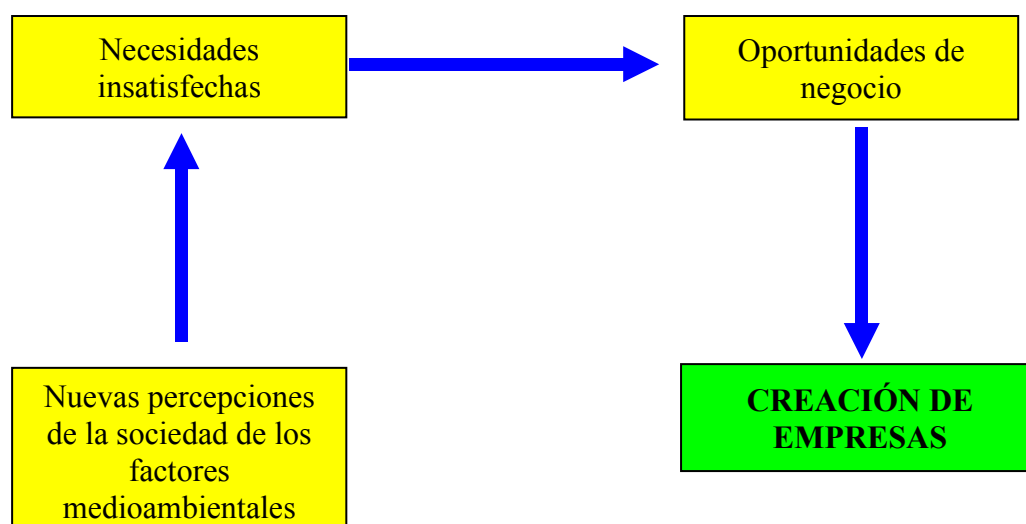 Necesidades
insatisfechas
Oportunidades de
negocio
Nuevas percepciones
de la sociedad de los
factores
medioambientales
CREACIÓN DE
EMPRESAS